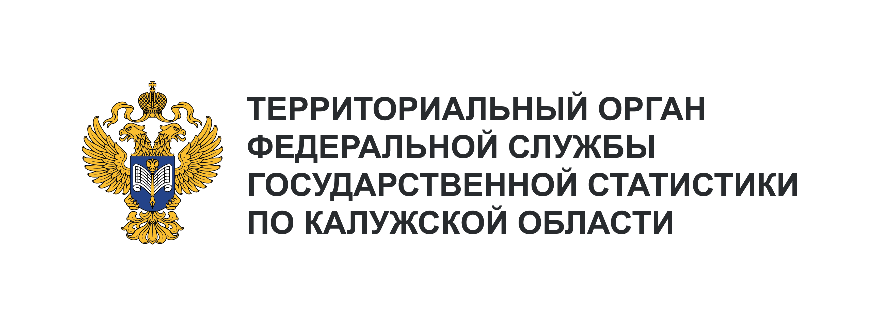 ТЕРРИТОРИАЛЬНЫЙ ОРГАН
ФЕДЕРАЛЬНОЙ СЛУЖБЫ
ГОСУДАРСТВЕННОЙ СТАТИСТИКИ
ПО КАЛУЖСКОЙ ОБЛАСТИ